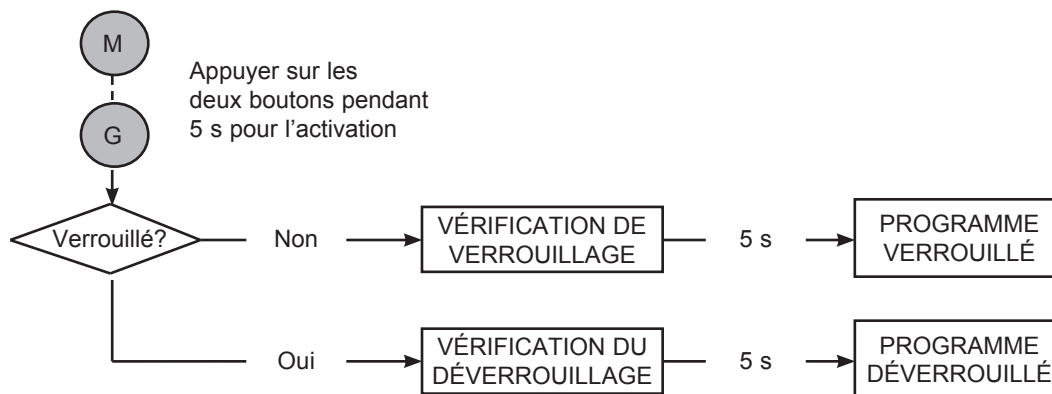 M
Appuyer sur les
deux boutons pendant
5 s pour l’activation
G
Verrouillé?
Non
VÉRIFICATION DE
VERROUILLAGE
5 s
PROGRAMME
VERROUILLÉ
Oui
VÉRIFICATION DU
DÉVERROUILLAGE
5 s
PROGRAMME
DÉVERROUILLÉ